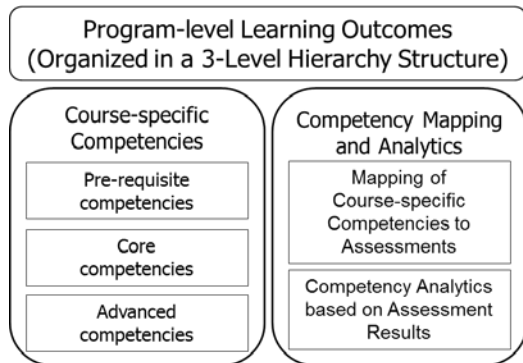 Program-level Learning Outcomes
(Organized in a 3-Level Hierarchy Structure)
Course-specific
Competencies
Pre-requisite
competencies
Core
competencies
Advanced
competencies
Competency Mapping
and Analytics
Mapping of
Course-specific
Competencies to
Assessments
Competency Analytics
based on Assessment
Results